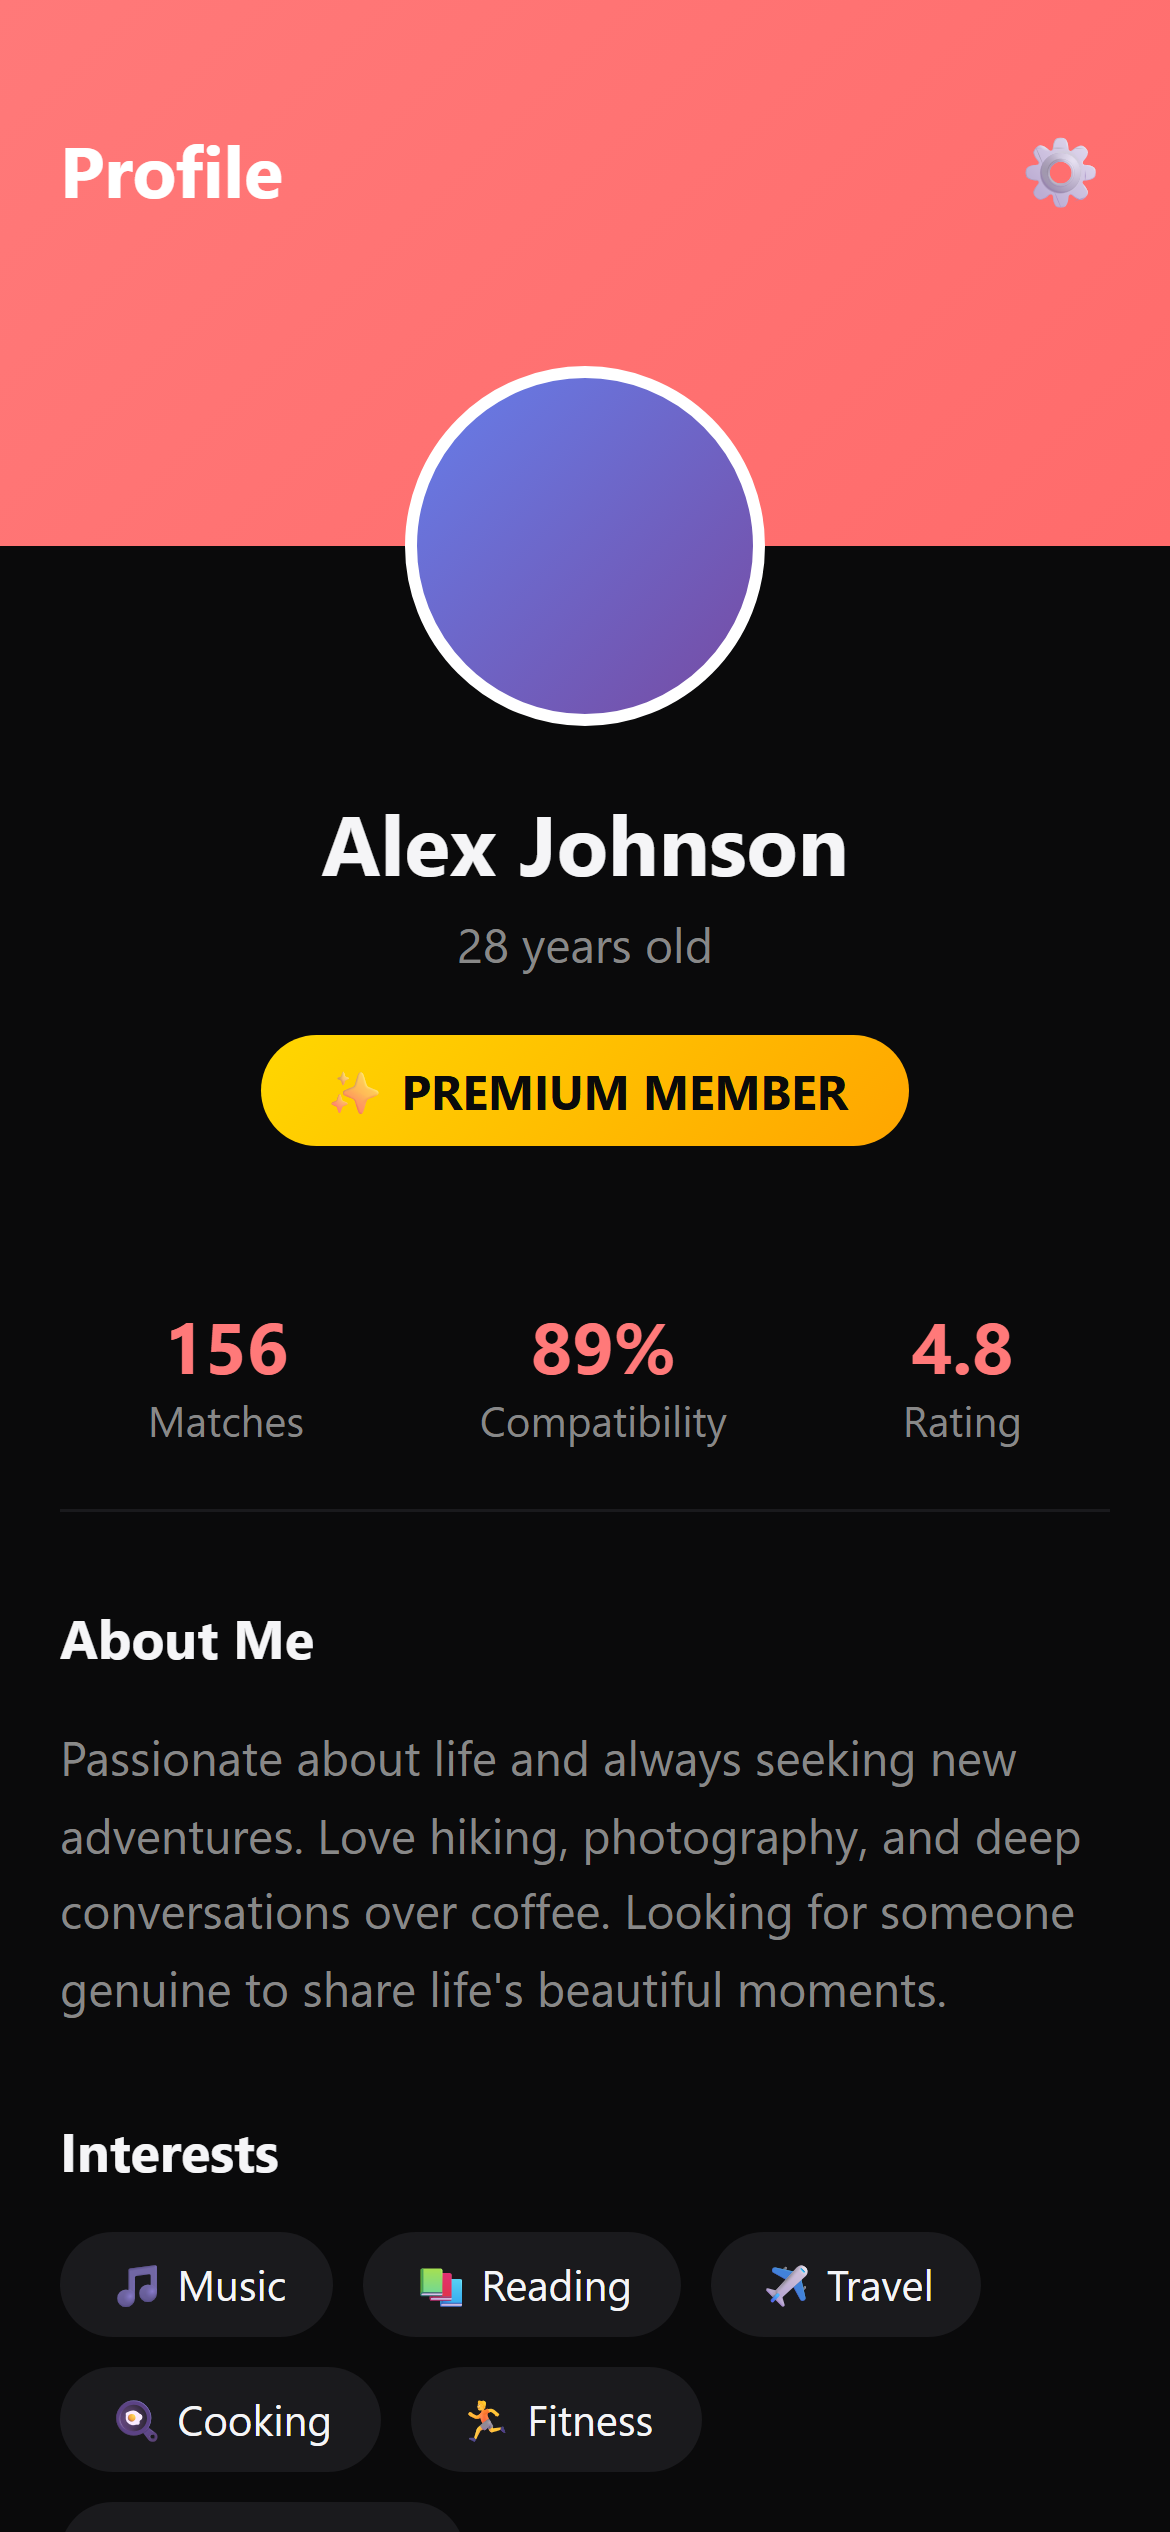 Profile
Alex Johnson
28 years old
✨ PREMIUM MEMBER
156 89% 4.8
Matches Compatibility Rating
About Me
Passionate about life and always seeking new
adventures. Love hiking, photography, and deep
conversations over coffee. Looking for someone
genuine to share life's beautiful moments.
Interests
🎵 Music 📚 Reading ✈️ Travel
🍳 Cooking 🏃 Fitness